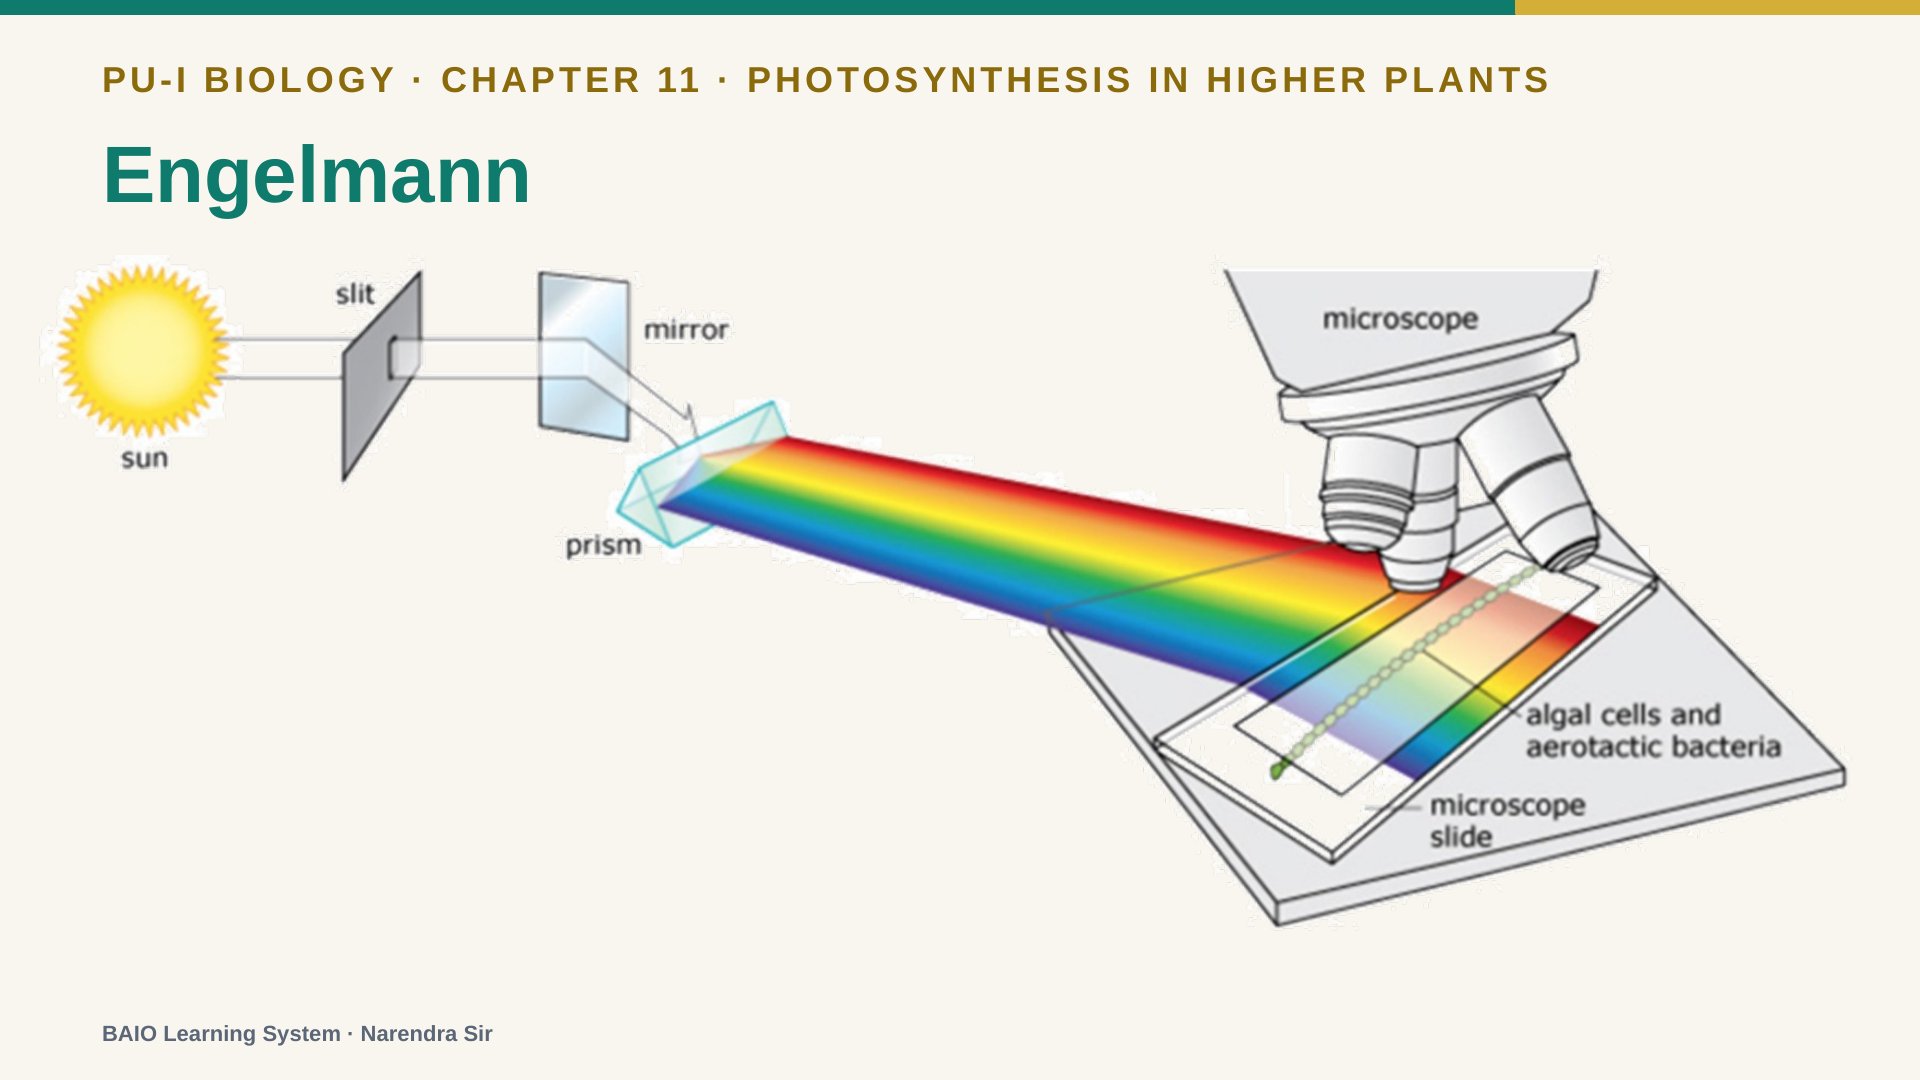 PU-I BIOLOGY · CHAPTER 11 · PHOTOSYNTHESIS IN HIGHER PLANTS
Engelmann
slit
mirror
microscope
sun
prism
algal cells and
aerotactic bacteria
microscope
slide
BAIO Learning System · Narendra Sir